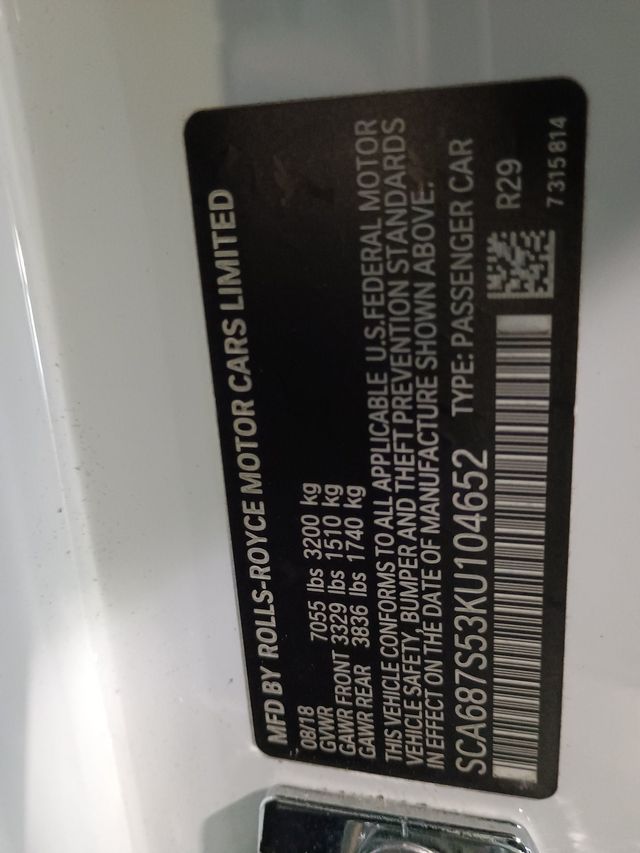 MFD BY ROLLS-ROYCE MOTOR CARS LIMITED
08/18
GVWR 7055 lbs 3200 kg
GAWR FRONT 3329 lbs 1510 kg
GAWR REAR 3836 lbs 1740 kg
THIS VEHICLE CONFORMS TO ALL APPLICABLE U.S.FEDERAL MOTOR
VEHICLE SAFETY, BUMPER AND THEFT PREVENTION STANDARDS
IN EFFECT ON THE DATE OF MANUFACTURE SHOWN ABOVE.
SCA687S53KU104652 TYPE: PASSENGER CAR
R29
7315814